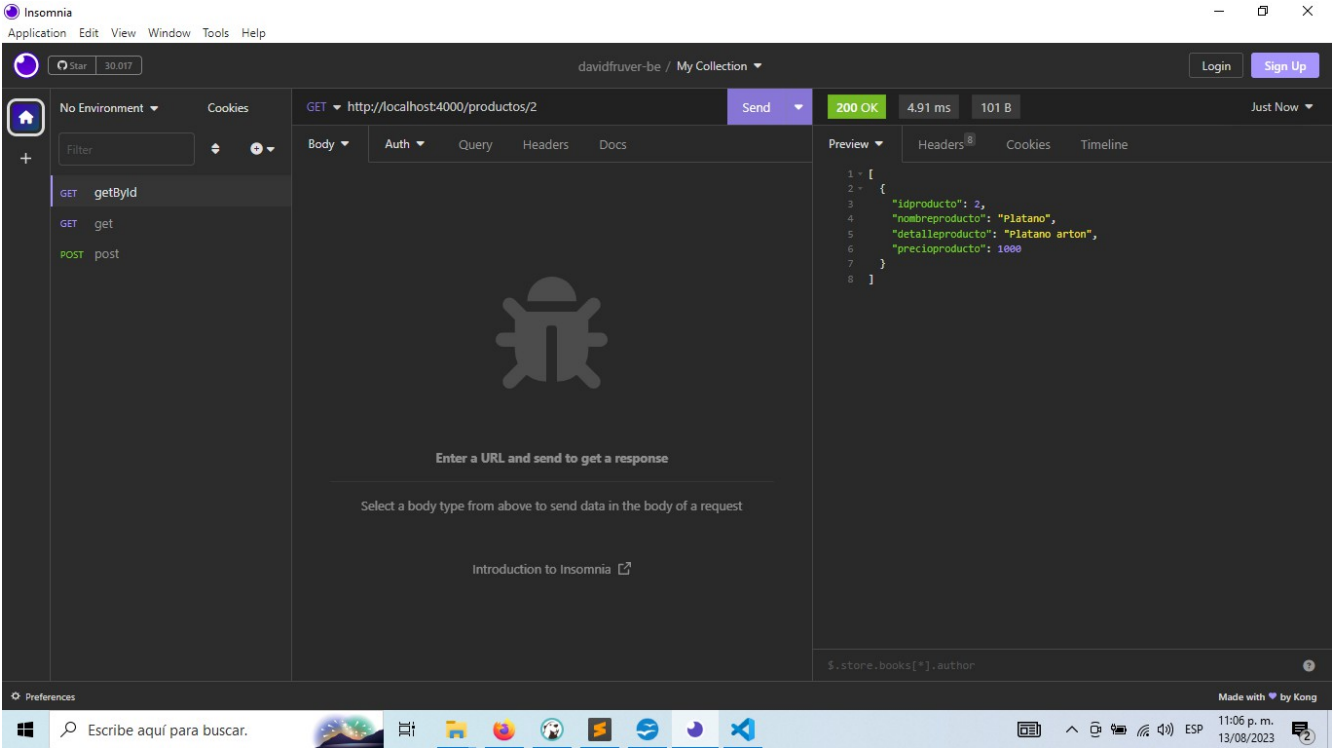 Insomnia
Application Edit View Window Tools Help
Star 30.017
davidfruver-be / My Collection
Login Sign Up
No Environment Cookies
Filter
GET getById
GET get
POST post
GET http://localhost:4000/productos/2 Send
Body Auth Query Headers Docs
Enter a URL and send to get a response
Select a body type from above to send data in the body of a request
Introduction to Insomnia
200 OK 4.91 ms 101 B Just Now
Preview Headers 8 Cookies Timeline
1 [
2 {
3 "idproducto": 2,
4 "nombreproducto": "Platano",
5 "detalleproducto": "Platano arton",
6 "precioproducto": 1000
7 }
8 ]
$.store.books[*].author
Preferences
Made with by Kong
Escribe aquí para buscar.
ESP
11:06 p. m.
13/08/2023
2